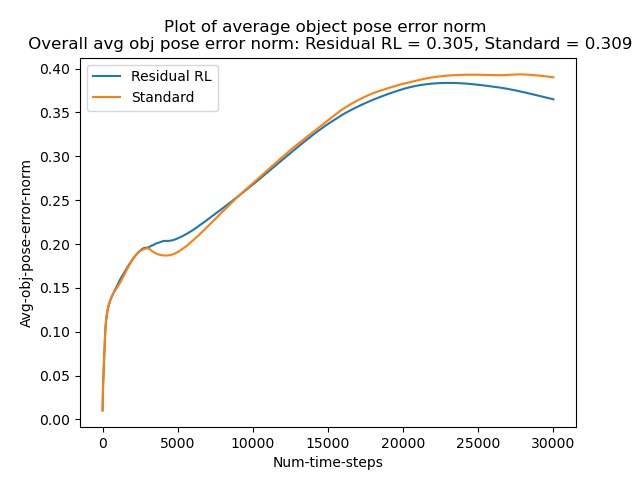 Plot of average object pose error norm
Overall avg obj pose error norm: Residual RL = 0.305, Standard = 0.309
Residual RL
Standard
Avg-obj-pose-error-norm
0.40
0.35
0.30
0.25
0.20
0.15
0.10
0.05
0.00
0 5000 10000 15000 20000 25000 30000
Num-time-steps